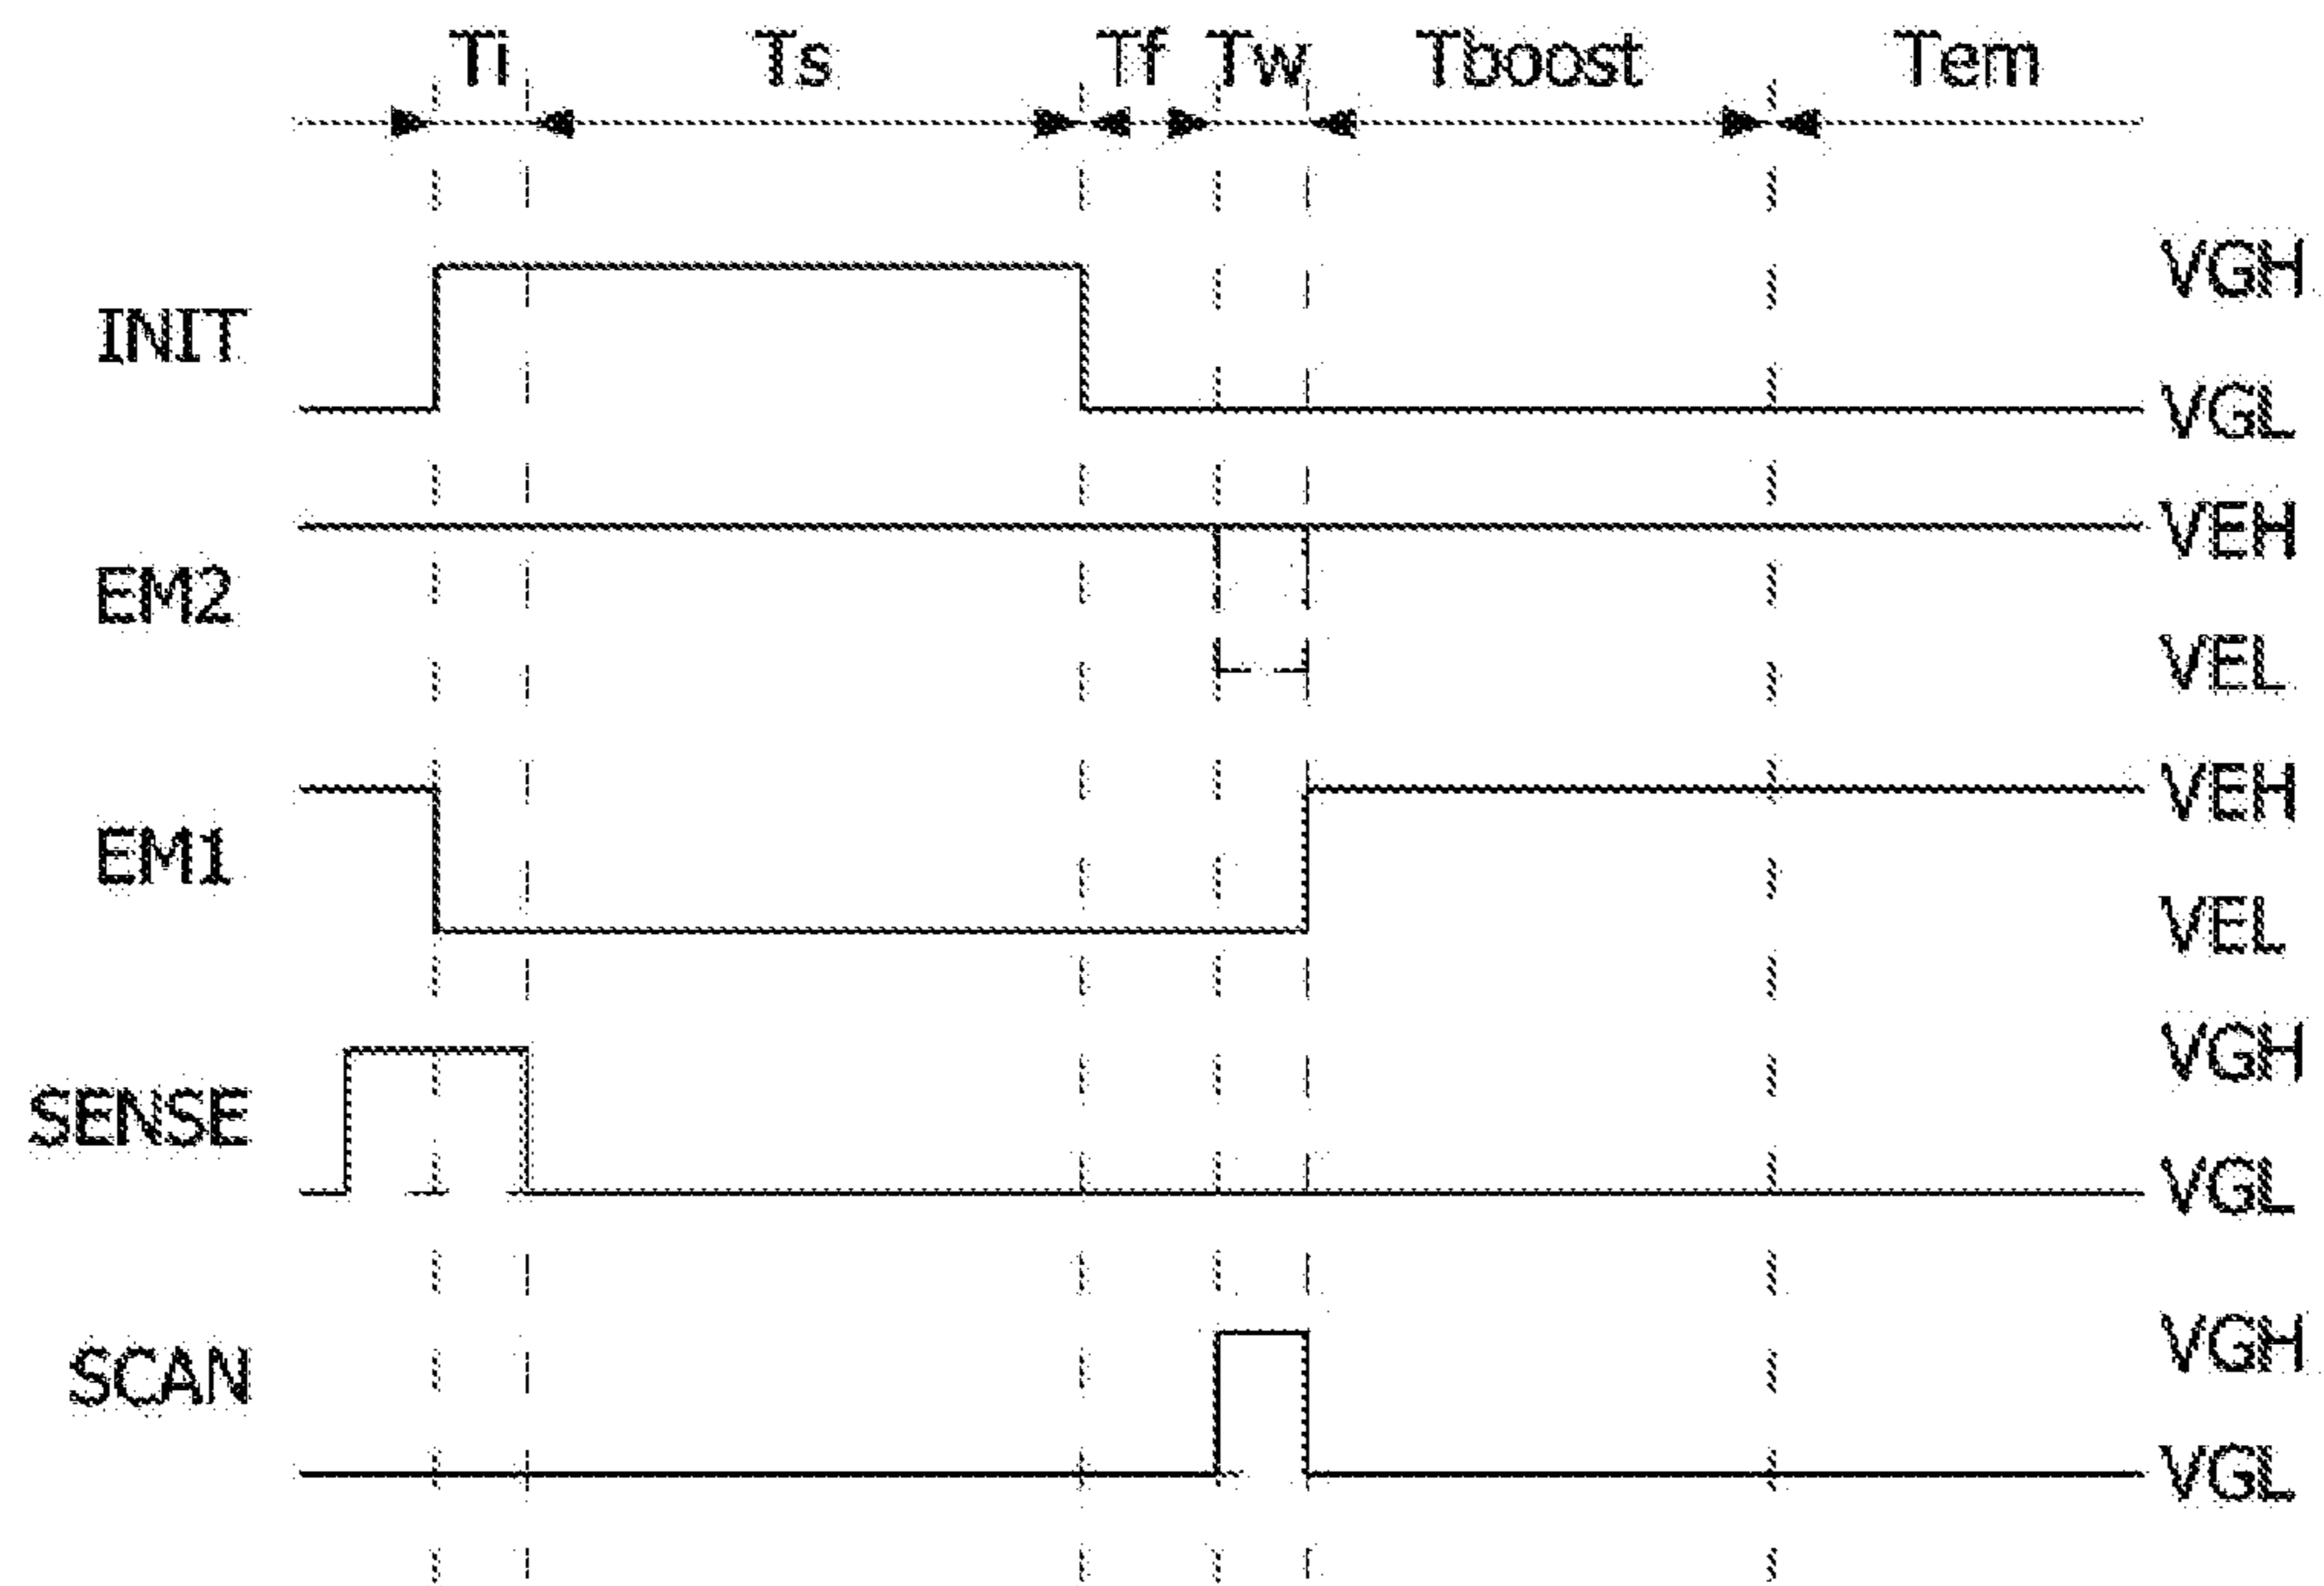 Ti Ts Tf Tw Tboost Tem
VGH
INIT
VGL
VEH
EM2
VEL
VEH
EM1
VEL
VGH
SENSE
VGL
VGH
SCAN
VGL